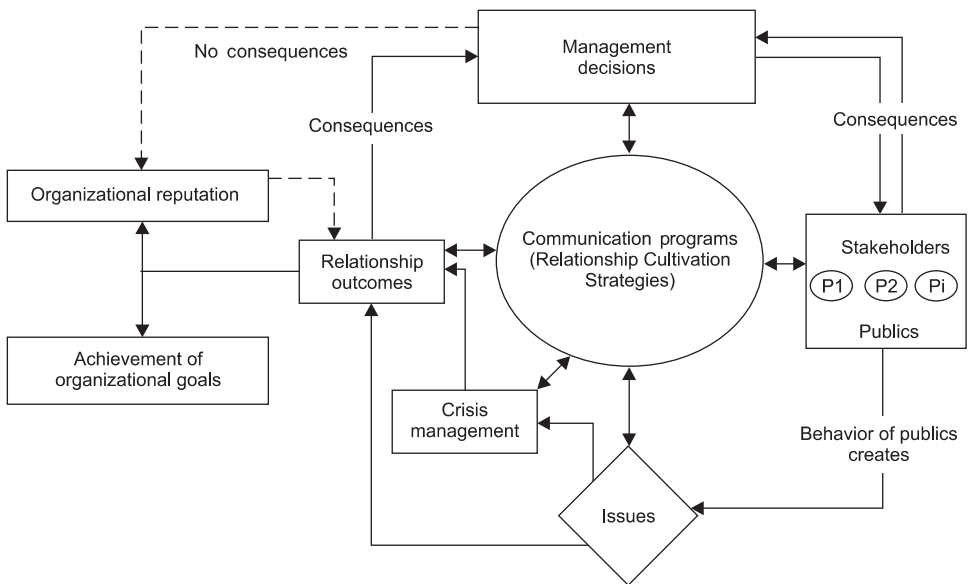 Management
decisions
No consequences
Consequences
Consequences
Organizational reputation
Communication programs
(Relationship Cultivation
Strategies)
Stakeholders
P1 P2 Pi
Publics
Relationship
outcomes
Achievement of
organizational goals
Crisis
management
Behavior of publics
creates
Issues